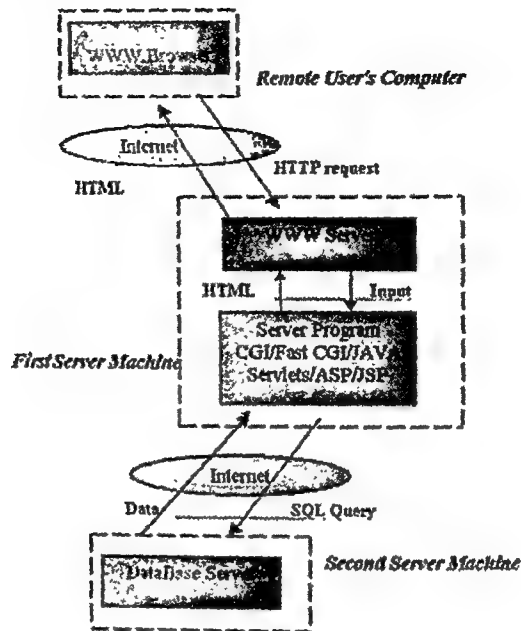 WWW Browser
Remote User's Computer
Internet
HTTP request
HTML
WWW Server
HTML
Input
Server Program
CGI/Fast CGI/JAVA
Servlets/ASP/JSP
First Server Machine
Internet
Data
SQL Query
DataBase Server
Second Server Machine